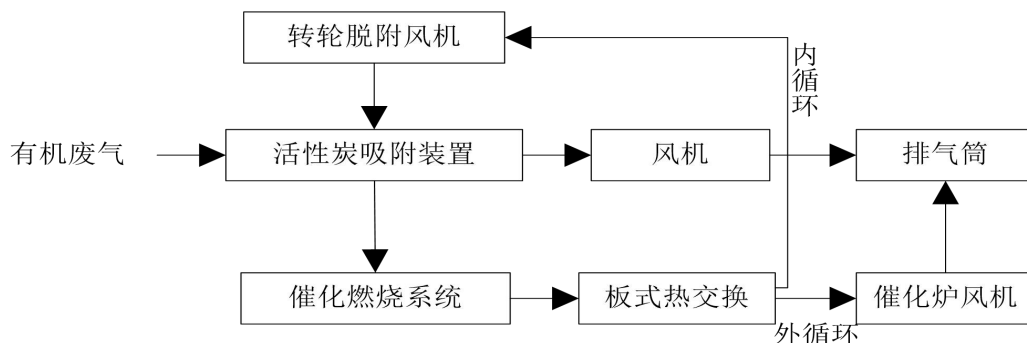 转轮脱附风机
内循环
有机废气
活性炭吸附装置
风机
排气筒
催化燃烧系统
板式热交换
催化炉风机
外循环